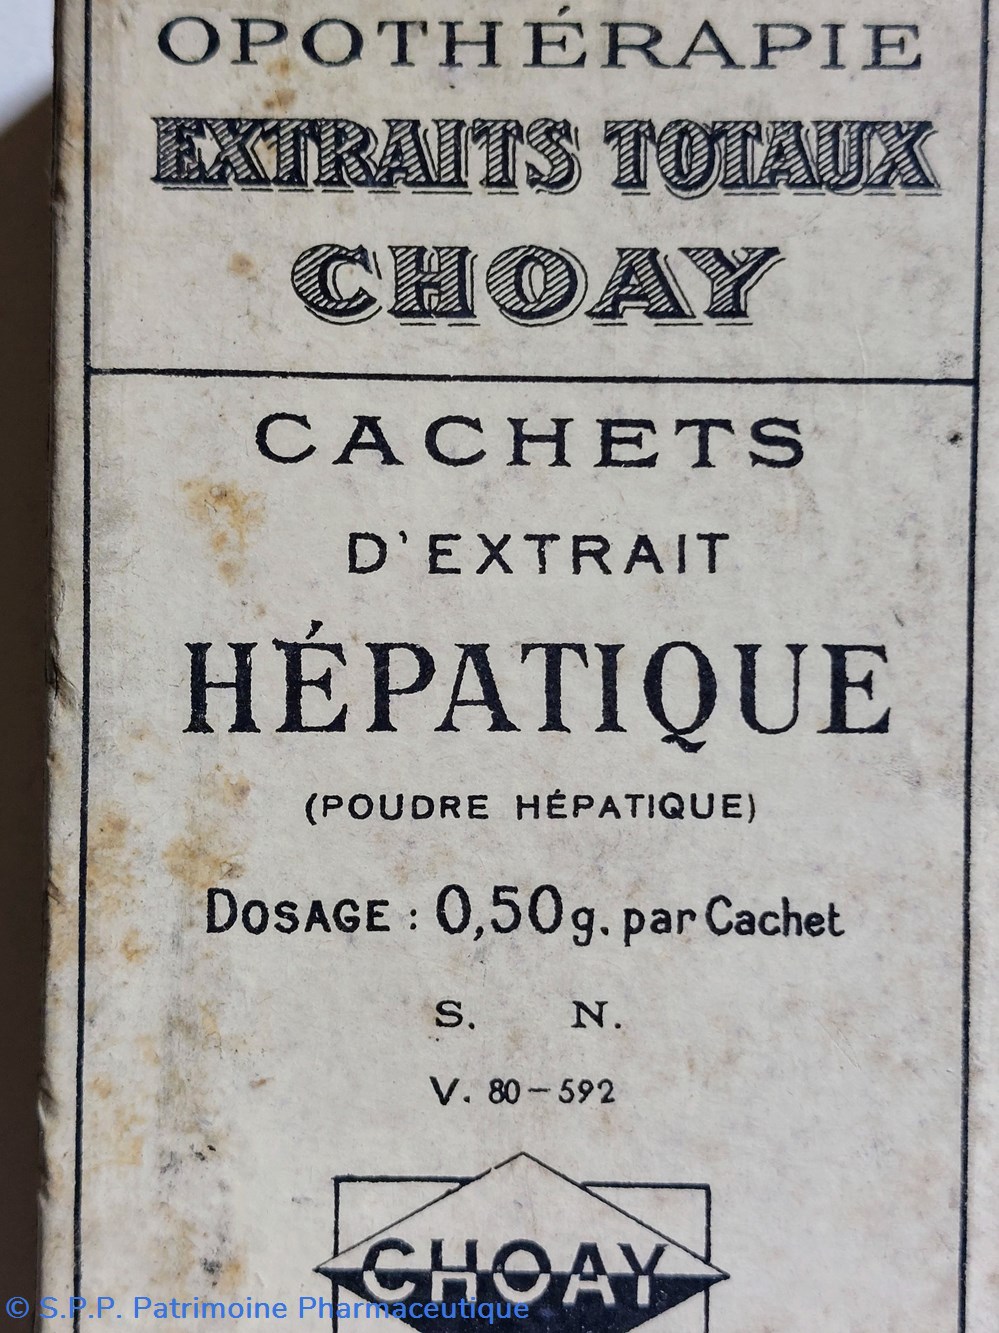 OPOTHÉRAPIE
EXTRAITS TOTAUX
CHOAY
CACHETS
D'EXTRAIT
HÉPATIQUE
(POUDRE HÉPATIQUE)
DOSAGE : 0,50g. par Cachet
S. N.
V. 80-592
CHOAY
© S.P.P. Patrimoine Pharmaceutique